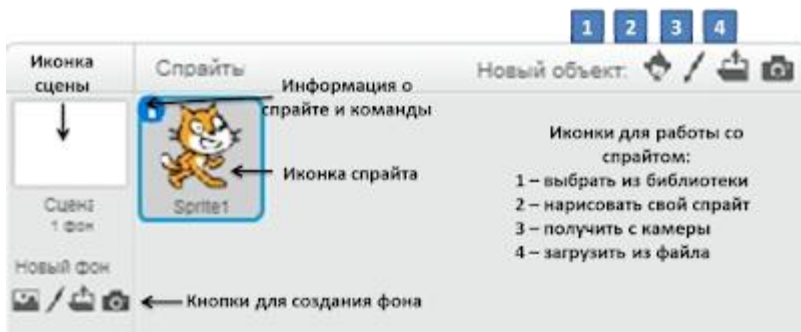 1 2 3 4
Иконка
сцены
Спрайты
Новый объект:
Информация о
спрайте и команды
Иконка спрайта
Sprite1
Сцена
1 фон
Новый фон
Кнопки для создания фона
Иконки для работы со
спрайтом:
1 – выбрать из библиотеки
2 – нарисовать свой спрайт
3 – получить с камеры
4 – загрузить из файла